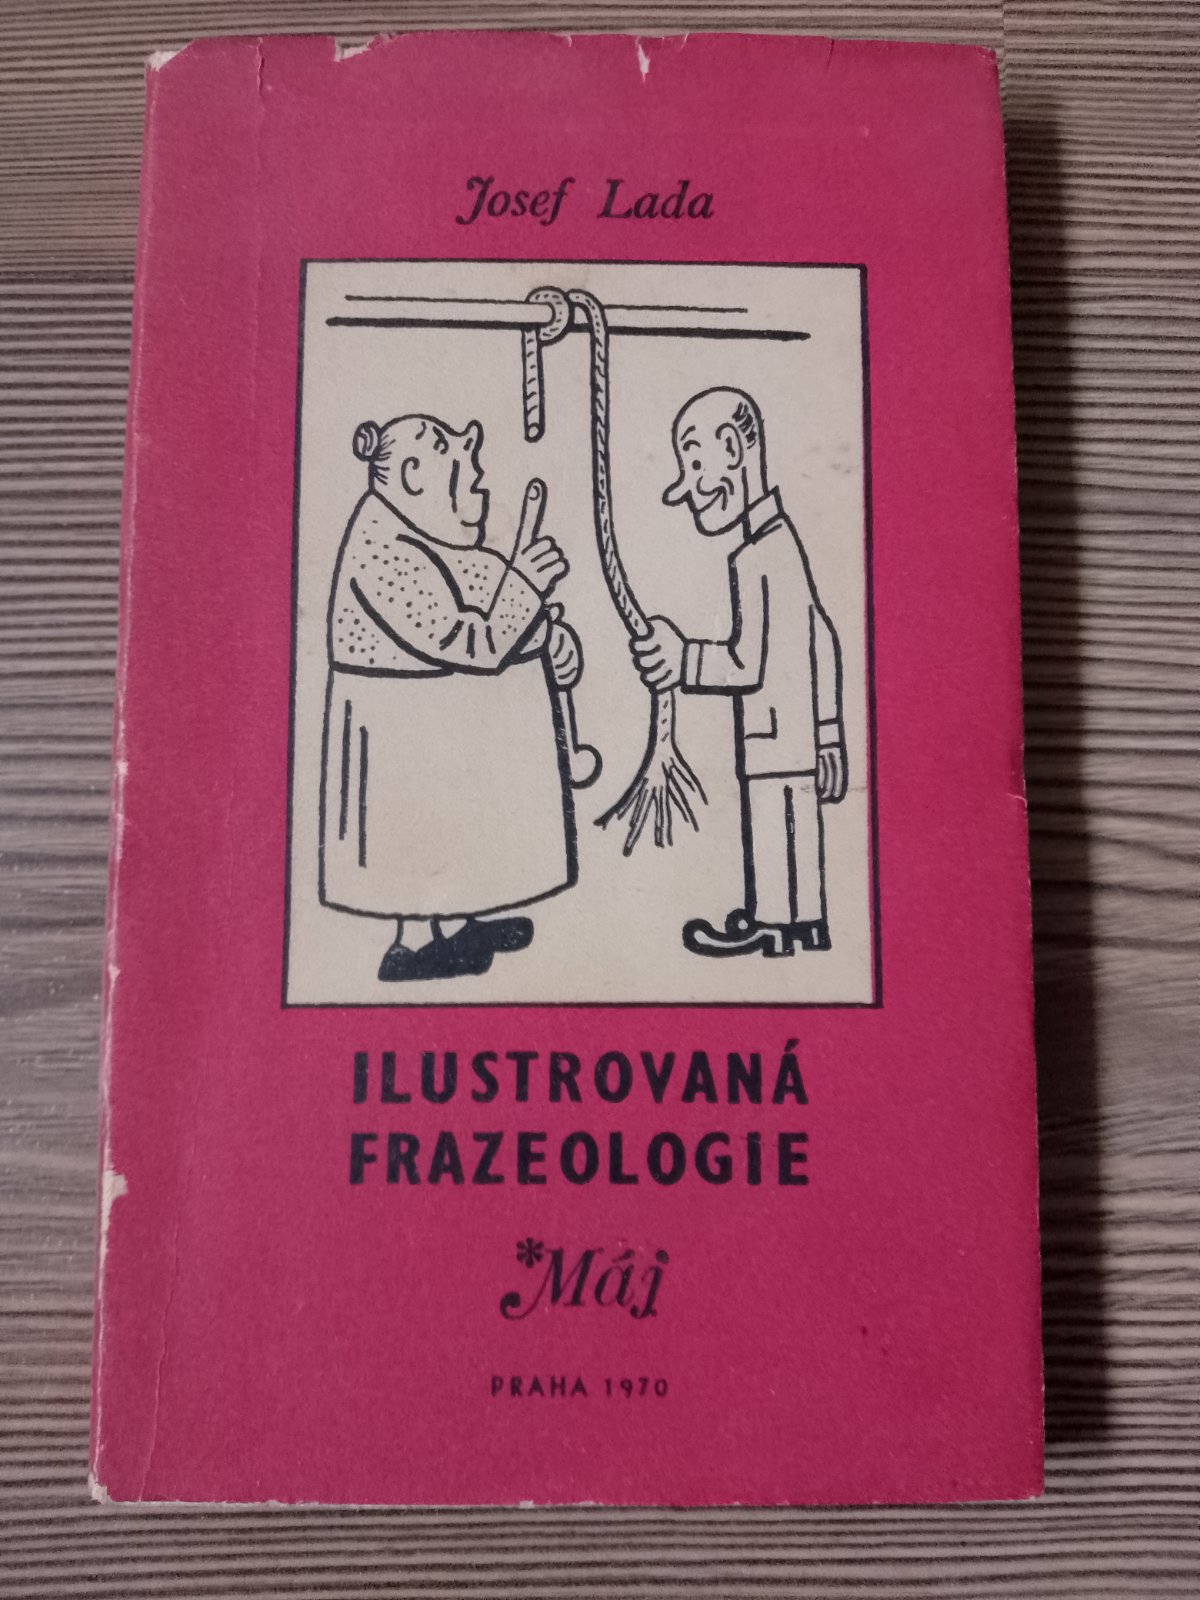 Josef Lada
ILUSTROVANÁ
FRAZEOLOGIE
*Máj
PRAHA 1970